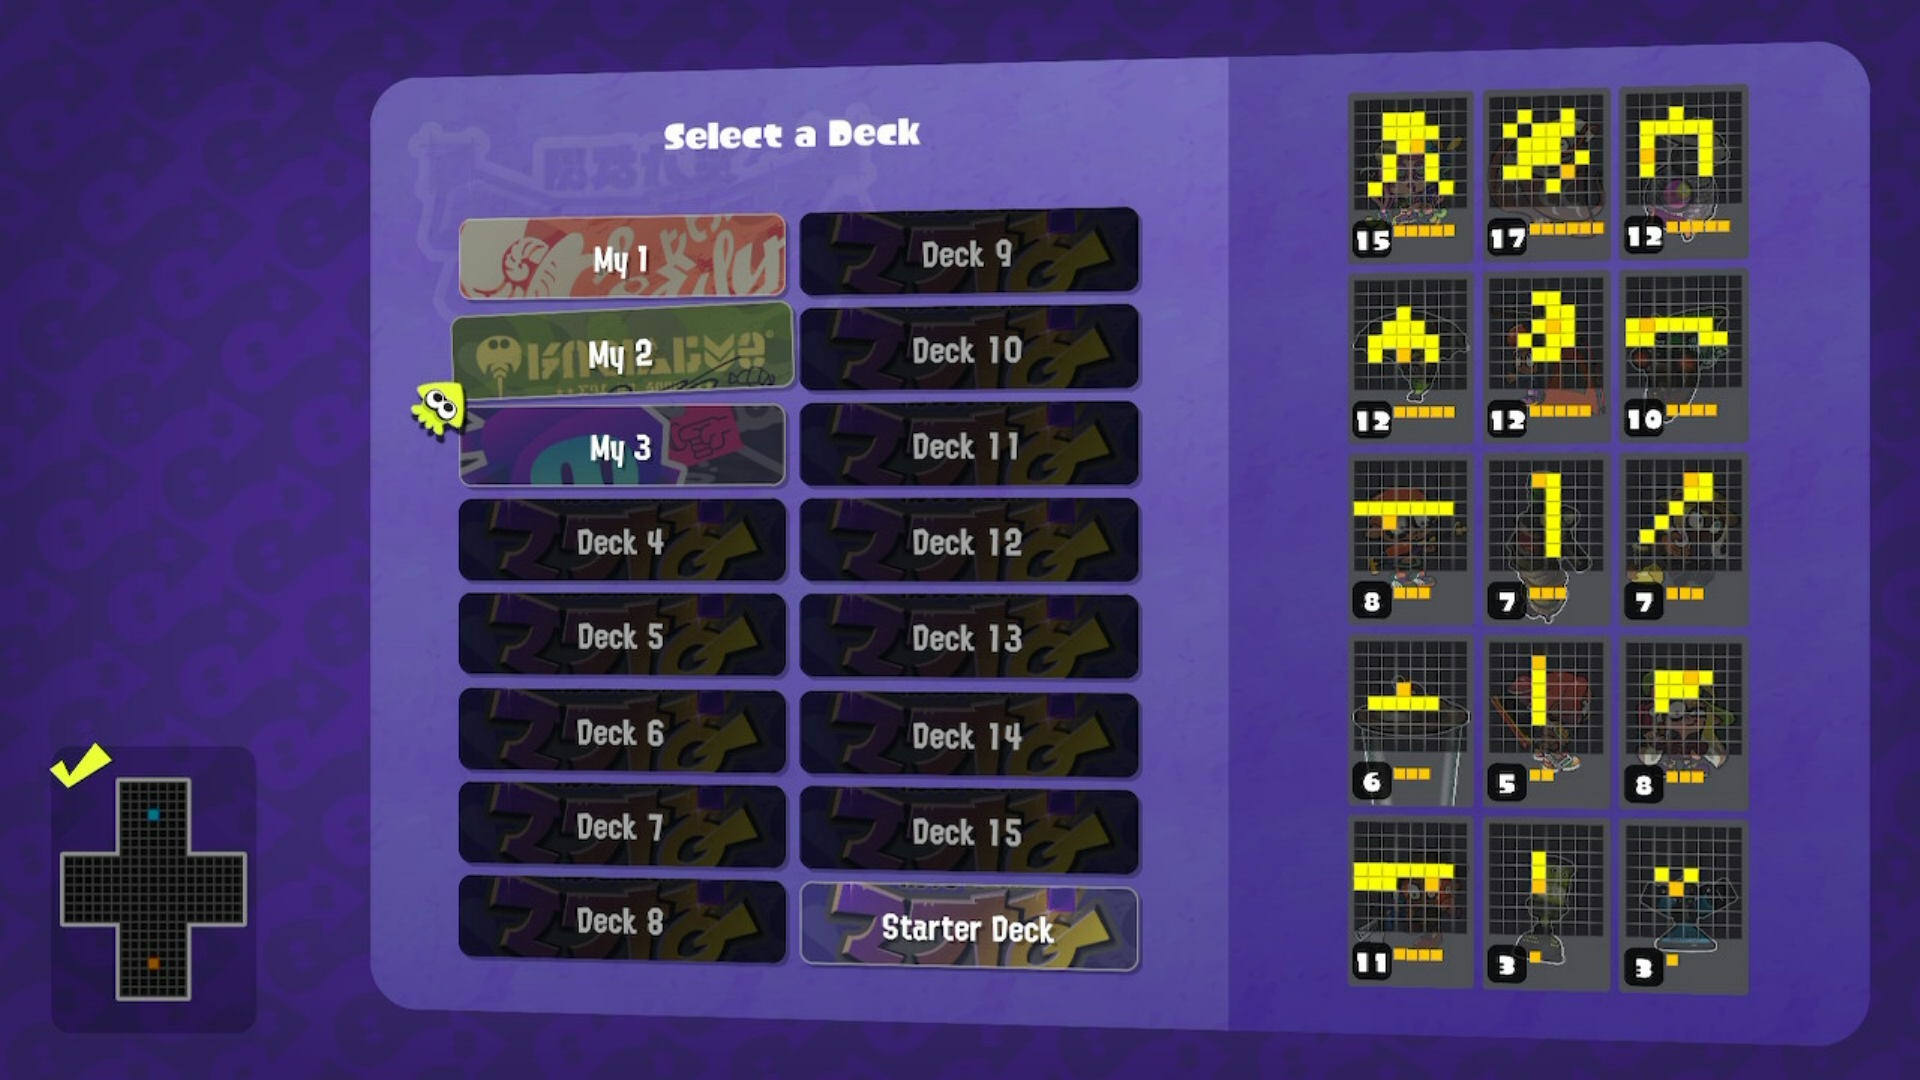 Select a Deck
My 1
My 2
My 3
Deck 4
Deck 5
Deck 6
Deck 7
Deck 8
Deck 9
Deck 10
Deck 11
Deck 12
Deck 13
Deck 14
Deck 15
Starter Deck
15 17 12
12 12 10
8 7 7
6 5 8
11 3 3